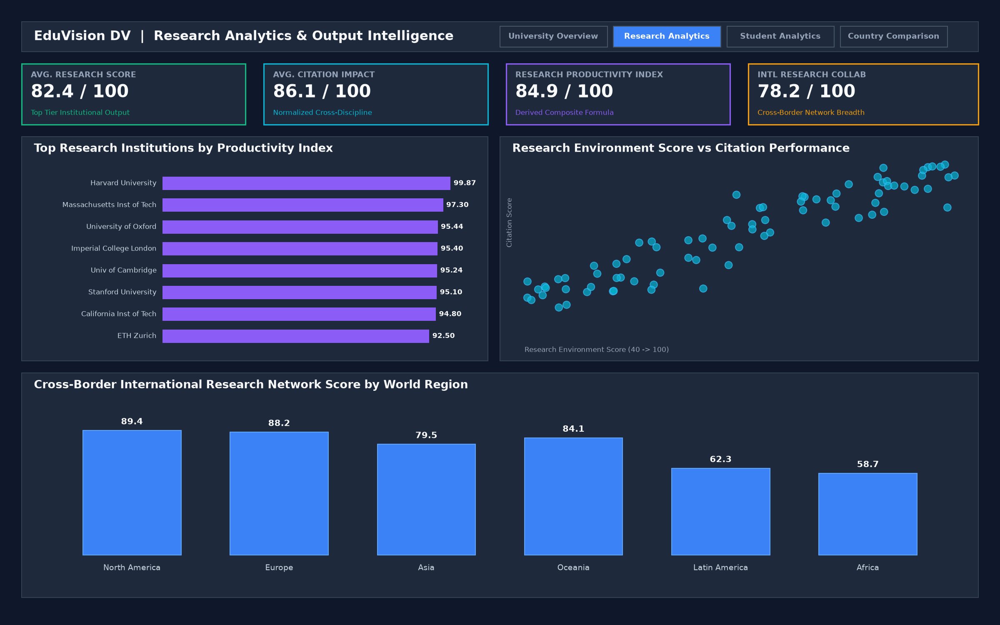 EduVision DV | Research Analytics & Output Intelligence
University Overview
Research Analytics
Student Analytics
Country Comparison
AVG. RESEARCH SCORE
82.4 / 100
Top Tier Institutional Output
AVG. CITATION IMPACT
86.1 / 100
Normalized Cross-Discipline
RESEARCH PRODUCTIVITY INDEX
84.9 / 100
Derived Composite Formula
INTL RESEARCH COLLAB
78.2 / 100
Cross-Border Network Breadth
Top Research Institutions by Productivity Index
Harvard University 99.87
Massachusetts Inst of Tech 97.30
University of Oxford 95.44
Imperial College London 95.40
Univ of Cambridge 95.24
Stanford University 95.10
California Inst of Tech 94.80
ETH Zurich 92.50
Research Environment Score vs Citation Performance
Citation Score
Research Environment Score (40 -> 100)
Cross-Border International Research Network Score by World Region
89.4
88.2
79.5
84.1
62.3
58.7
North America
Europe
Asia
Oceania
Latin America
Africa